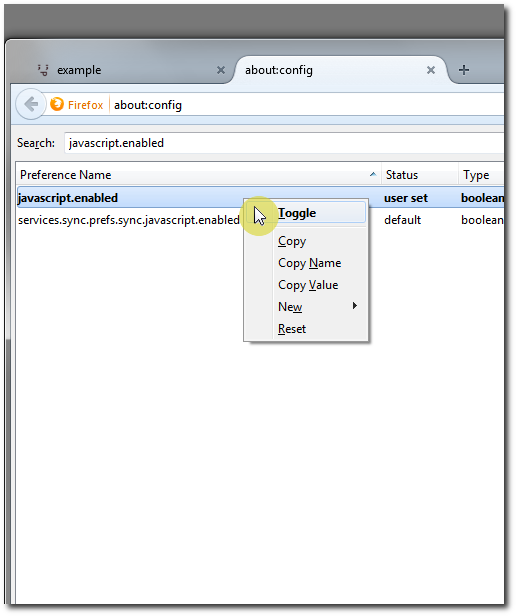 example
about:config
Firefox about:config
Search: javascript.enabled
Preference Name Status Type
javascript.enabled user set boolean
services.sync.prefs.sync.javascript.enabled default boolean
Toggle
Copy
Copy Name
Copy Value
New
Reset